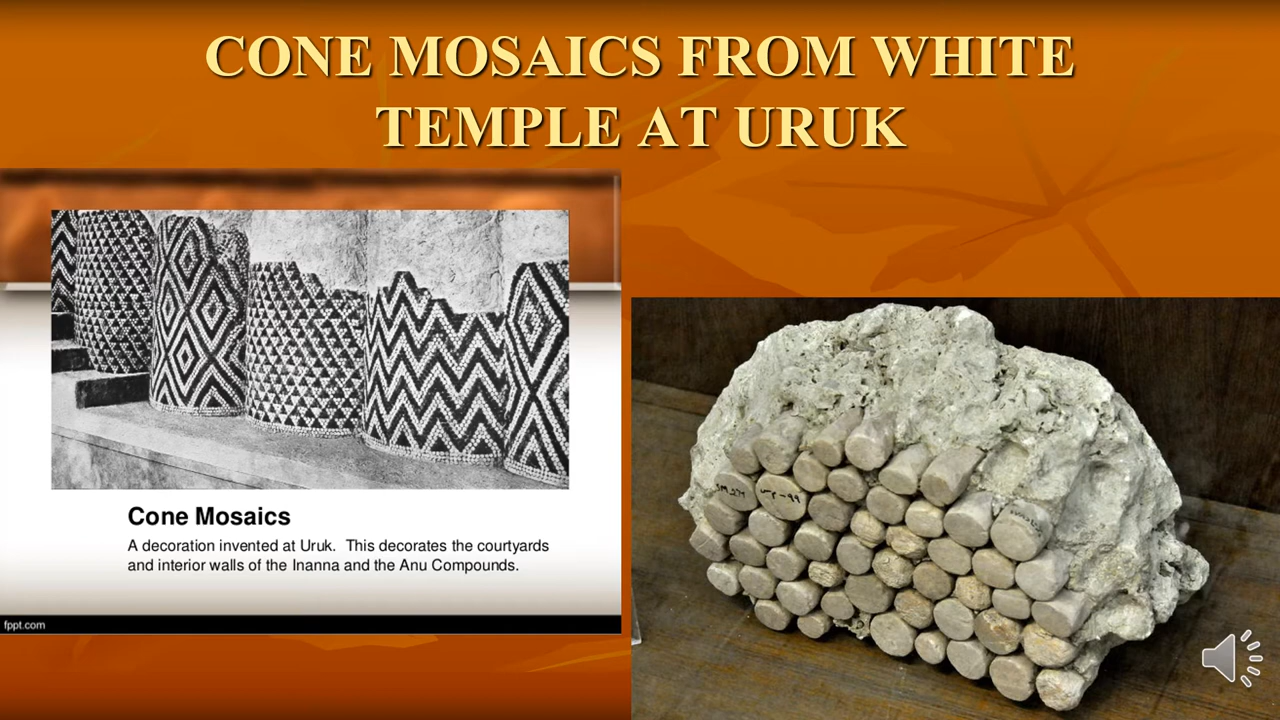 CONE MOSAICS FROM WHITE
TEMPLE AT URUK
Cone Mosaics
A decoration invented at Uruk. This decorates the courtyards
and interior walls of the Inanna and the Anu Compounds.
fppt.com